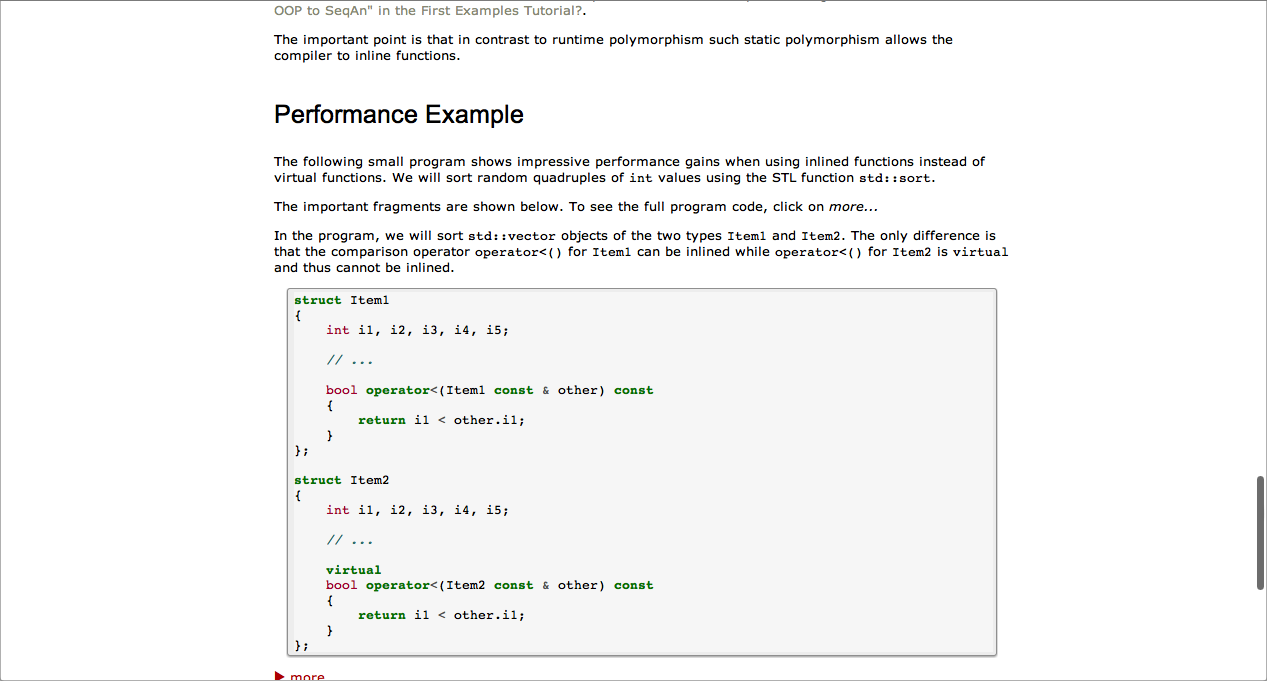 OOP to SeqAn" in the First Examples Tutorial?.
The important point is that in contrast to runtime polymorphism such static polymorphism allows the
compiler to inline functions.
Performance Example
The following small program shows impressive performance gains when using inlined functions instead of
virtual functions. We will sort random quadruples of int values using the STL function std::sort.
The important fragments are shown below. To see the full program code, click on more...
In the program, we will sort std::vector objects of the two types Item1 and Item2. The only difference is
that the comparison operator operator<() for Item1 can be inlined while operator<() for Item2 is virtual
and thus cannot be inlined.
struct Item1
{
    int i1, i2, i3, i4, i5;
    // ...
    bool operator<(Item1 const & other) const
    {
        return i1 < other.i1;
    }
};
struct Item2
{
    int i1, i2, i3, i4, i5;
    // ...
    virtual
    bool operator<(Item2 const & other) const
    {
        return i1 < other.i1;
    }
};
more